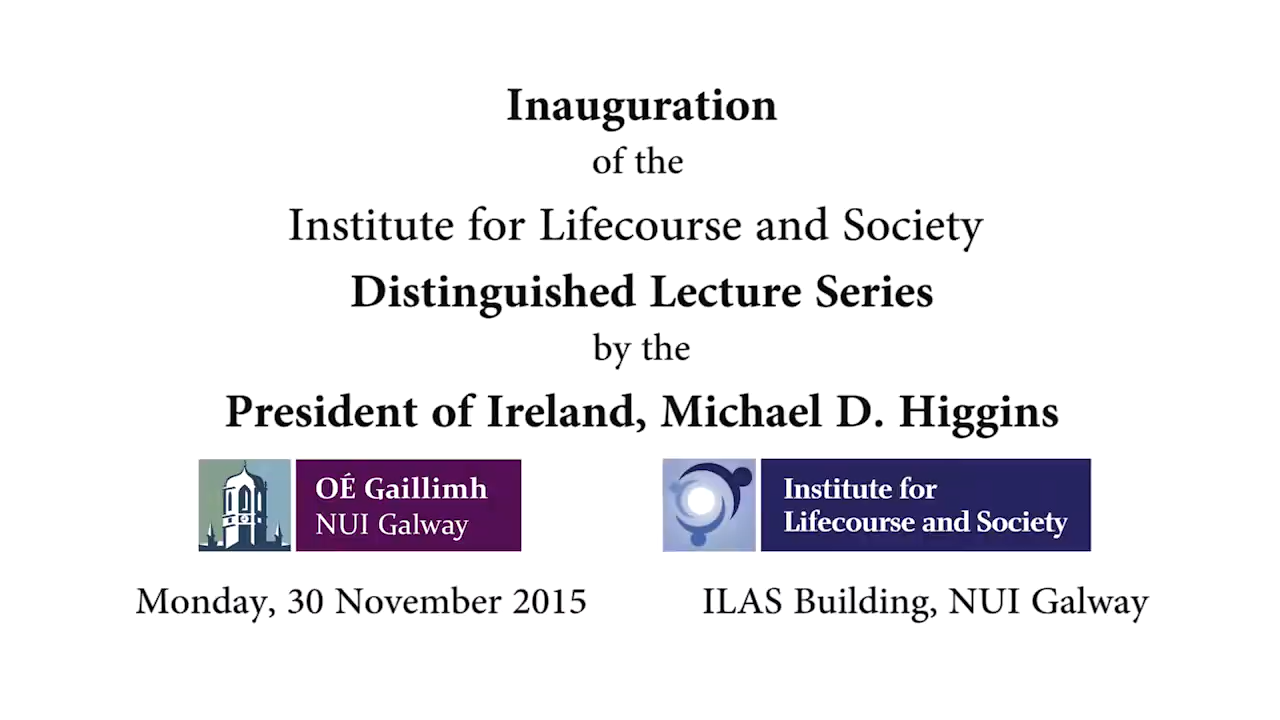 Inauguration
of the
Institute for Lifecourse and Society
Distinguished Lecture Series
by the
President of Ireland, Michael D. Higgins
OÉ Gaillimh
NUI Galway
Institute for
Lifecourse and Society
Monday, 30 November 2015
ILAS Building, NUI Galway